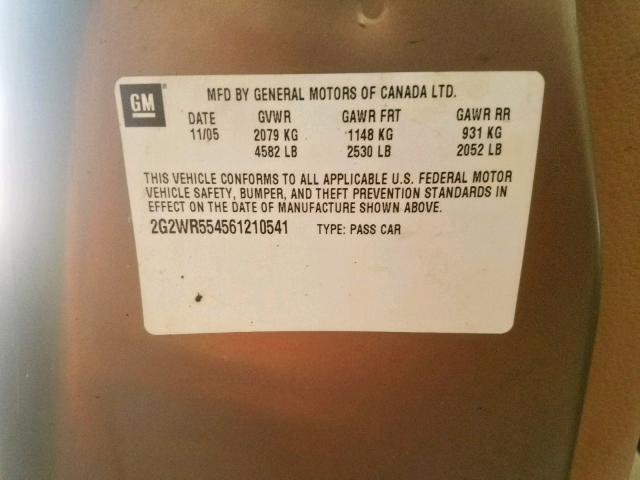 GM
MFD BY GENERAL MOTORS OF CANADA LTD.
DATE GVWR GAWR FRT GAWR RR
11/05 2079 KG 1148 KG 931 KG
4582 LB 2530 LB 2052 LB
THIS VEHICLE CONFORMS TO ALL APPLICABLE U.S. FEDERAL MOTOR
VEHICLE SAFETY, BUMPER, AND THEFT PREVENTION STANDARDS IN
EFFECT ON THE DATE OF MANUFACTURE SHOWN ABOVE.
2G2WR554561210541 TYPE: PASS CAR